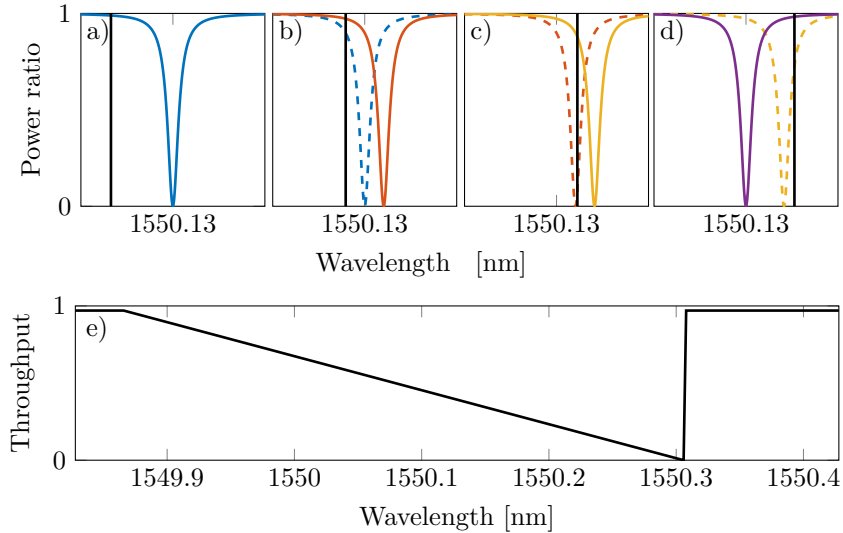 1 a) b) c) d)
Power ratio
0
1550.13 1550.13 1550.13 1550.13
Wavelength [nm]
1 e)
Throughput
0
1549.9 1550 1550.1 1550.2 1550.3 1550.4
Wavelength [nm]